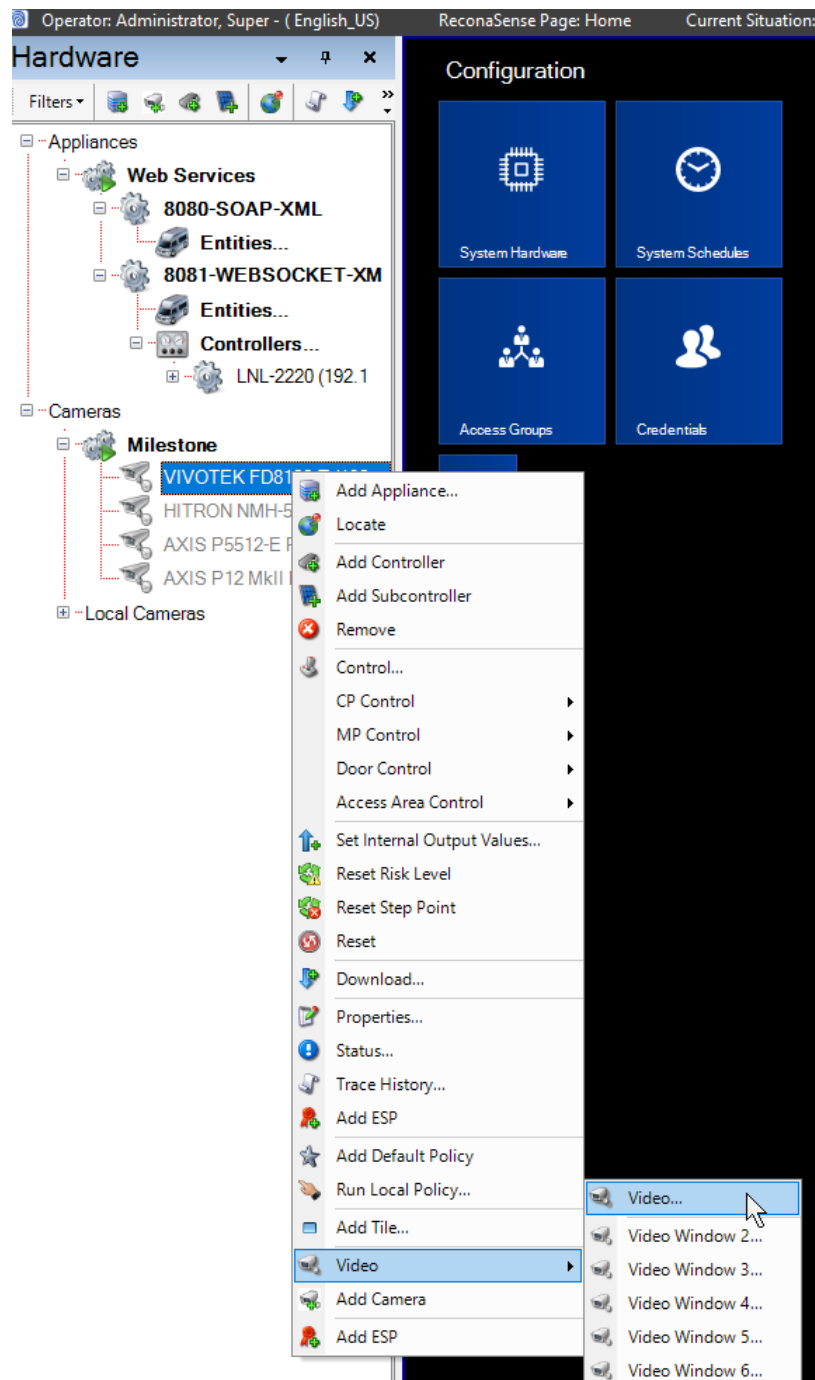 Operator: Administrator, Super - ( English_US)
ReconaSense Page: Home
Current Situation:
Hardware
Filters
Appliances
Web Services
8080-SOAP-XML
Entities...
8081-WEBSOCKET-XM
Entities...
Controllers...
LNL-2220 (192.1
Cameras
Milestone
VIVOTEK FD81
HITRON NMH-5
AXIS P5512-E
AXIS P12 MkII
Local Cameras
Configuration
System Hardware
System Schedules
Access Groups
Credentials
Add Appliance...
Locate
Add Controller
Add Subcontroller
Remove
Control...
CP Control
MP Control
Door Control
Access Area Control
Set Internal Output Values...
Reset Risk Level
Reset Step Point
Reset
Download...
Properties...
Status...
Trace History...
Add ESP
Add Default Policy
Run Local Policy...
Add Tile...
Video
Add Camera
Add ESP
Video...
Video Window 2...
Video Window 3...
Video Window 4...
Video Window 5...
Video Window 6...